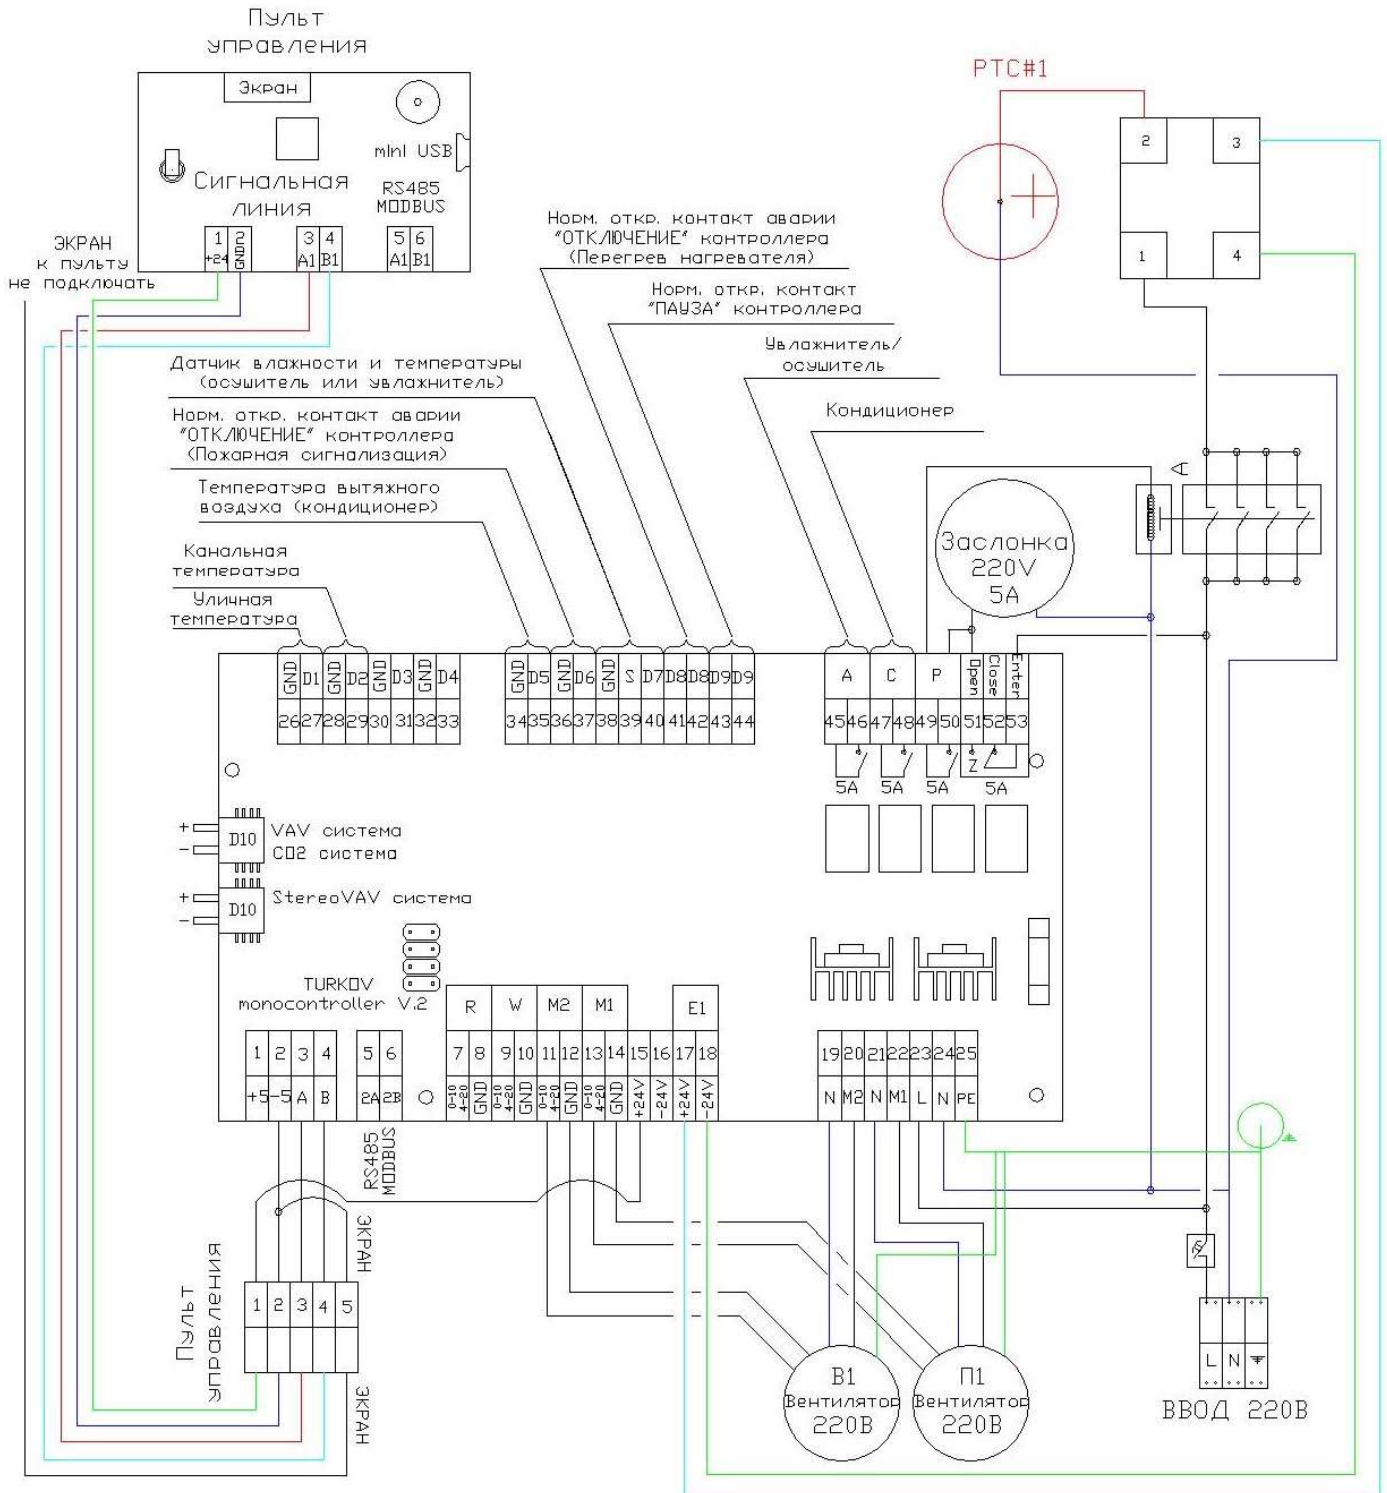 Пульт
управления
Экран
mini USB
Сигнальная
линия
RS485
MODBUS
1 2 3 4 5 6
+24 GND A1 B1 A1 B1
ЭКРАН
к пульту
не подключать
PTC#1
2 3
1 4
Норм. откр. контакт аварии
"ОТКЛЮЧЕНИЕ" контроллера
(Перегрев нагревателя)
Норм. откр. контакт
"ПАУЗА" контроллера
Увлажнитель/
осушитель
Кондиционер
Датчик влажности и температуры
(осушитель или увлажнитель)
Норм. откр. контакт аварии
"ОТКЛЮЧЕНИЕ" контроллера
(Пожарная сигнализация)
Температура вытяжного
воздуха (кондиционер)
Канальная
температура
Уличная
температура
A
Заслонка
220V
5A
GND D1 GND D2 GND D3 GND D4
26 27 28 29 30 31 32 33
GND D5 GND D6 GND S D7 D8 D8 D9 D9
34 35 36 37 38 39 40 41 42 43 44
A C P Open Close Enter
45 46 47 48 49 50 51 52 53
Z
5A 5A 5A 5A
+
-
D10
VAV система
CO2 система
+
-
D10
StereoVAV система
TURKOV
monocontroller V.2
R W M2 M1 E1
1 2 3 4
+5 -5 A B
5 6
2A 2B
7 8 9 10 11 12 13 14 15 16 17 18
0-10 4-20 GND 0-10 4-20 GND 0-10 4-20 GND 0-10 4-20 GND +24V -24V +24V -24V
19 20 21 22 23 24 25
N M2 N M1 L N PE
RS485
MODBUS
ЭКРАН
Пульт
управления
1 2 3 4 5
ЭКРАН
В1
Вентилятор
220В
П1
Вентилятор
220В
L N
ВВОД 220В